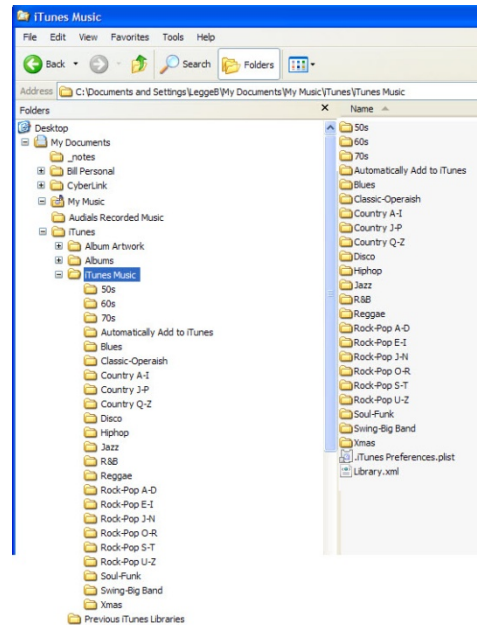 iTunes Music
File Edit View Favorites Tools Help
Back Search Folders
Address C:\Documents and Settings\LeggeB\My Documents\My Music\iTunes\iTunes Music
Folders
Desktop
My Documents
_notes
Bill Personal
CyberLink
My Music
Audials Recorded Music
iTunes
Album Artwork
Albums
iTunes Music
50s
60s
70s
Automatically Add to iTunes
Blues
Classic-Operaish
Country A-I
Country J-P
Country Q-Z
Disco
Hiphop
Jazz
R&B
Reggae
Rock-Pop A-D
Rock-Pop E-I
Rock-Pop J-N
Rock-Pop O-R
Rock-Pop S-T
Rock-Pop U-Z
Soul-Funk
Swing-Big Band
Xmas
Previous iTunes Libraries
Name
50s
60s
70s
Automatically Add to iTunes
Blues
Classic-Operaish
Country A-I
Country J-P
Country Q-Z
Disco
Hiphop
Jazz
R&B
Reggae
Rock-Pop A-D
Rock-Pop E-I
Rock-Pop J-N
Rock-Pop O-R
Rock-Pop S-T
Rock-Pop U-Z
Soul-Funk
Swing-Big Band
Xmas
.iTunes Preferences.plist
Library.xml